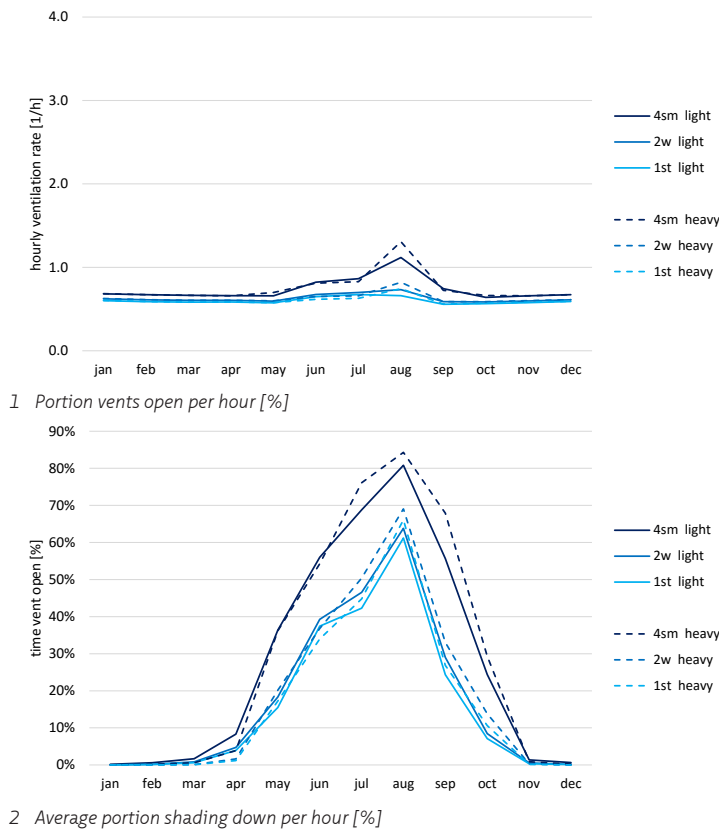 4.0
3.0
2.0
1.0
0.0
hourly ventilation rate [1/h]
jan feb mar apr may jun jul aug sep oct nov dec
4sm light
2w light
1st light
4sm heavy
2w heavy
1st heavy
1 Portion vents open per hour [%]
90%
80%
70%
60%
50%
40%
30%
20%
10%
0%
time vent open [%]
jan feb mar apr may jun jul aug sep oct nov dec
4sm light
2w light
1st light
4sm heavy
2w heavy
1st heavy
2 Average portion shading down per hour [%]